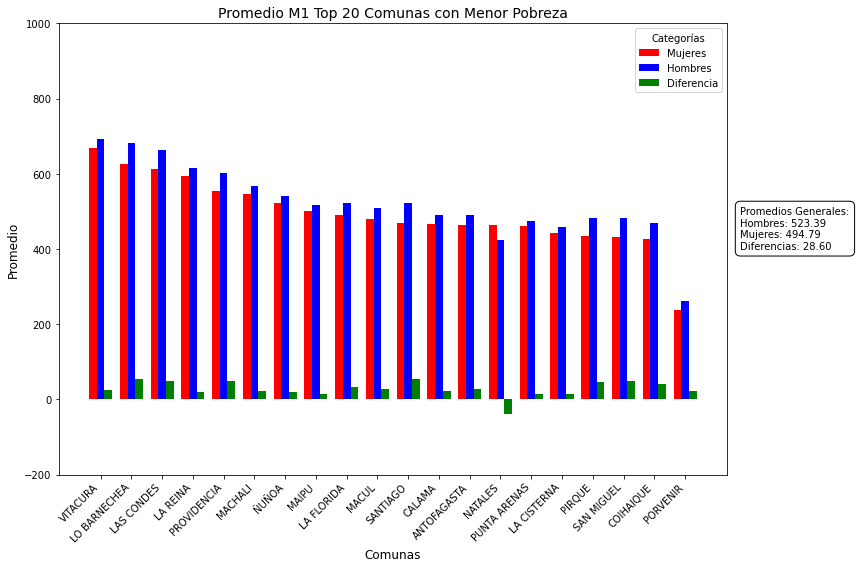 Promedio M1 Top 20 Comunas con Menor Pobreza
1000
800
600
400
200
0
−200
Promedio
Categorías
Mujeres
Hombres
Diferencia
Promedios Generales:
Hombres: 523.39
Mujeres: 494.79
Diferencias: 28.60
VITACURA
LO BARNECHEA
LAS CONDES
LA REINA
PROVIDENCIA
MACHALI
ÑUÑOA
MAIPU
LA FLORIDA
MACUL
SANTIAGO
CALAMA
ANTOFAGASTA
NATALES
PUNTA ARENAS
LA CISTERNA
PIRQUE
SAN MIGUEL
COIHAIQUE
PORVENIR
Comunas